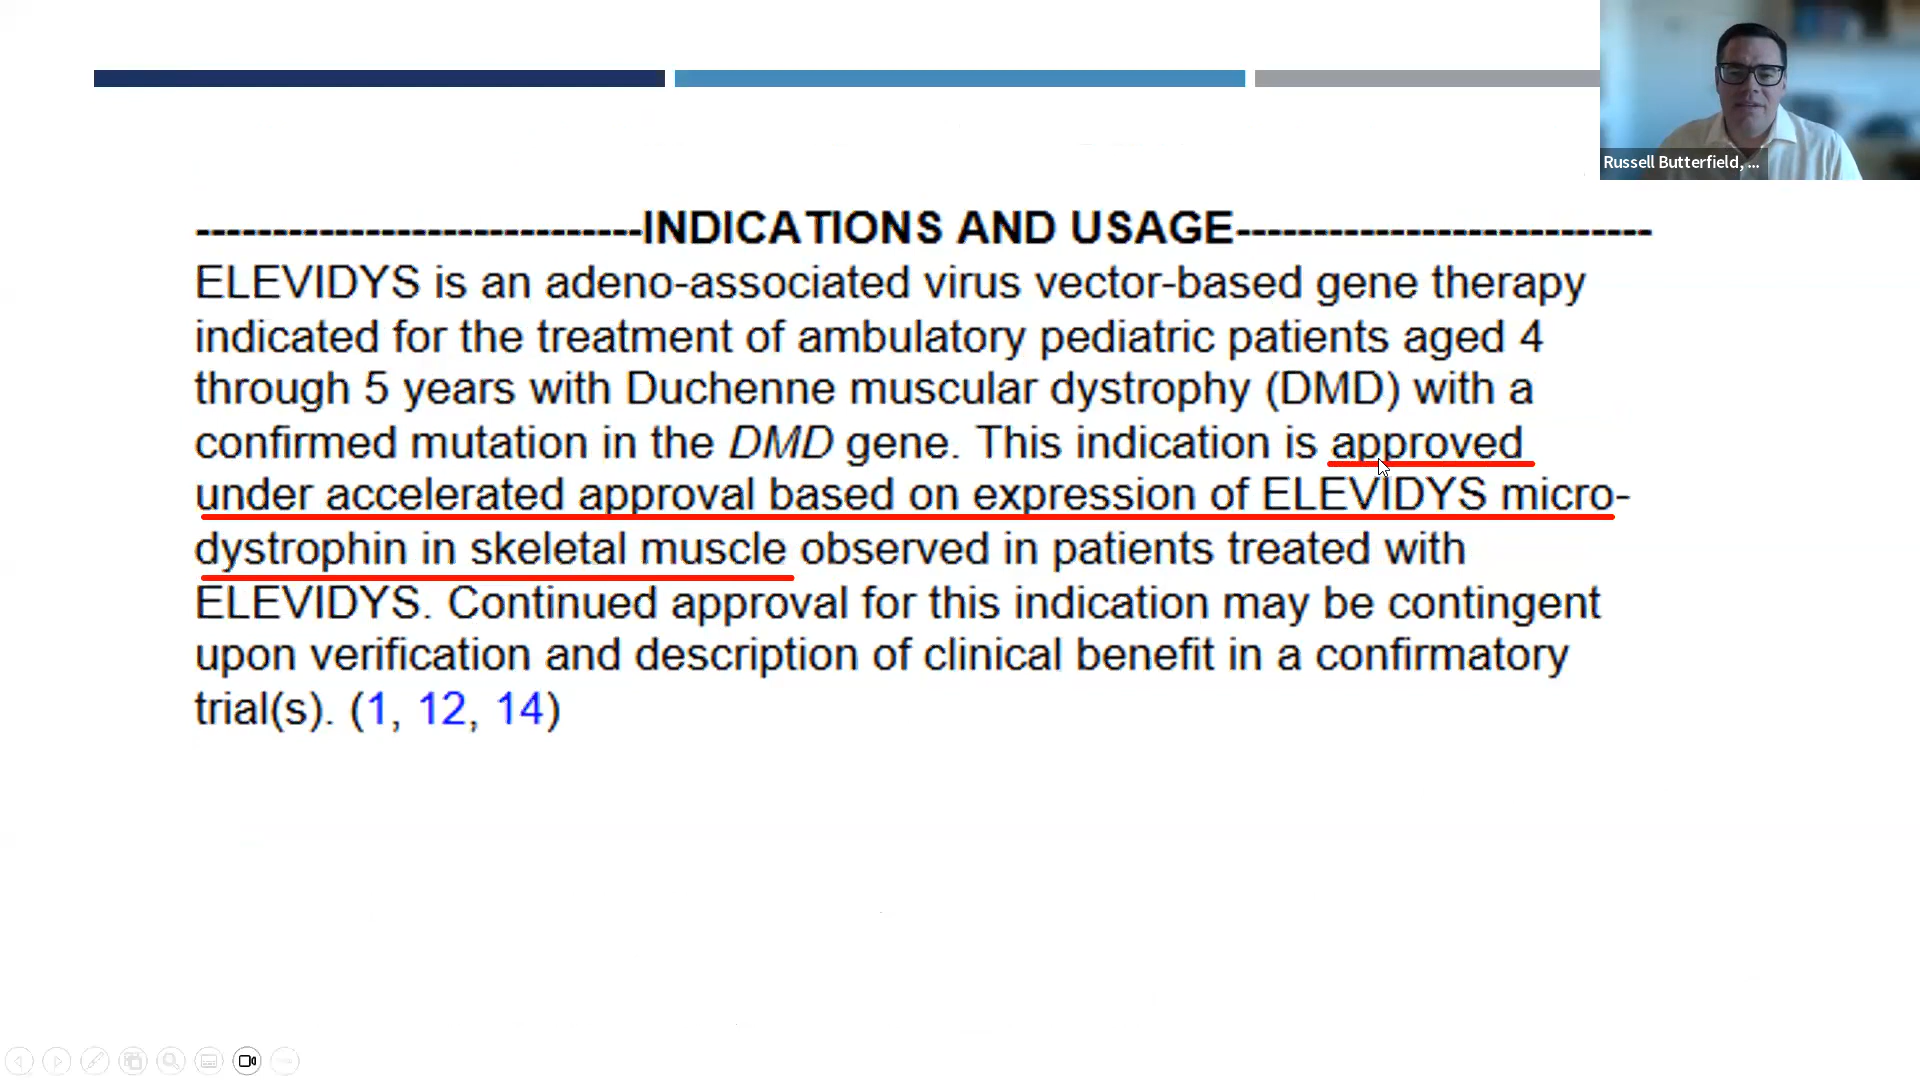 Russell Butterfield, ...
----------------------------INDICATIONS AND USAGE--------------------------
ELEVIDYS is an adeno-associated virus vector-based gene therapy
indicated for the treatment of ambulatory pediatric patients aged 4
through 5 years with Duchenne muscular dystrophy (DMD) with a
confirmed mutation in the DMD gene. This indication is approved
under accelerated approval based on expression of ELEVIDYS micro-
dystrophin in skeletal muscle observed in patients treated with
ELEVIDYS. Continued approval for this indication may be contingent
upon verification and description of clinical benefit in a confirmatory
trial(s). (1, 12, 14)